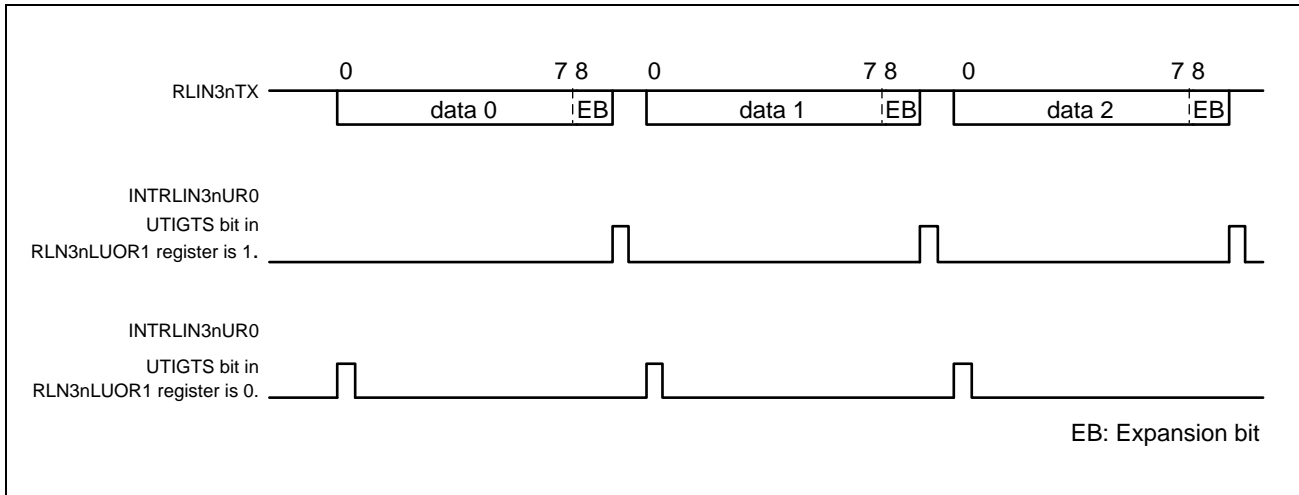 0 7 8 0 7 8 0 7 8
RLIN3nTX
data 0 EB data 1 EB data 2 EB
INTRLIN3nUR0
UTIGTS bit in
RLN3nLUOR1 register is 1.
INTRLIN3nUR0
UTIGTS bit in
RLN3nLUOR1 register is 0.
EB: Expansion bit